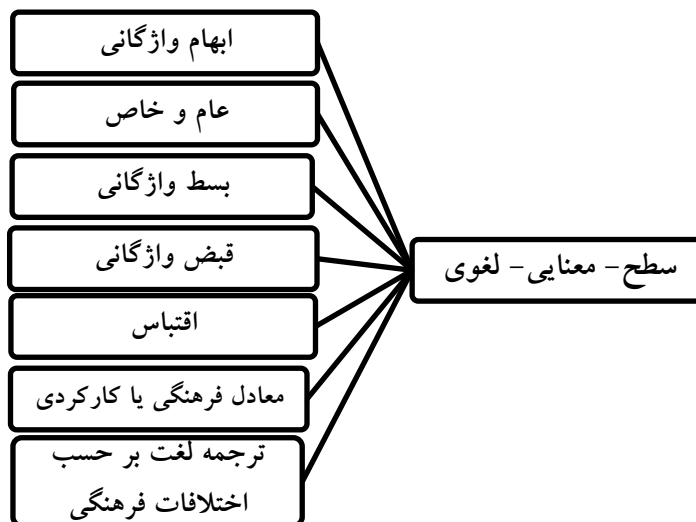 سطح- معنایی- لغوی
ابهام واژگانی
عام و خاص
بسط واژگانی
قبض واژگانی
اقتباس
معادل فرهنگی یا کارکردی
ترجمه لغت بر حسب
اختلافات فرهنگی